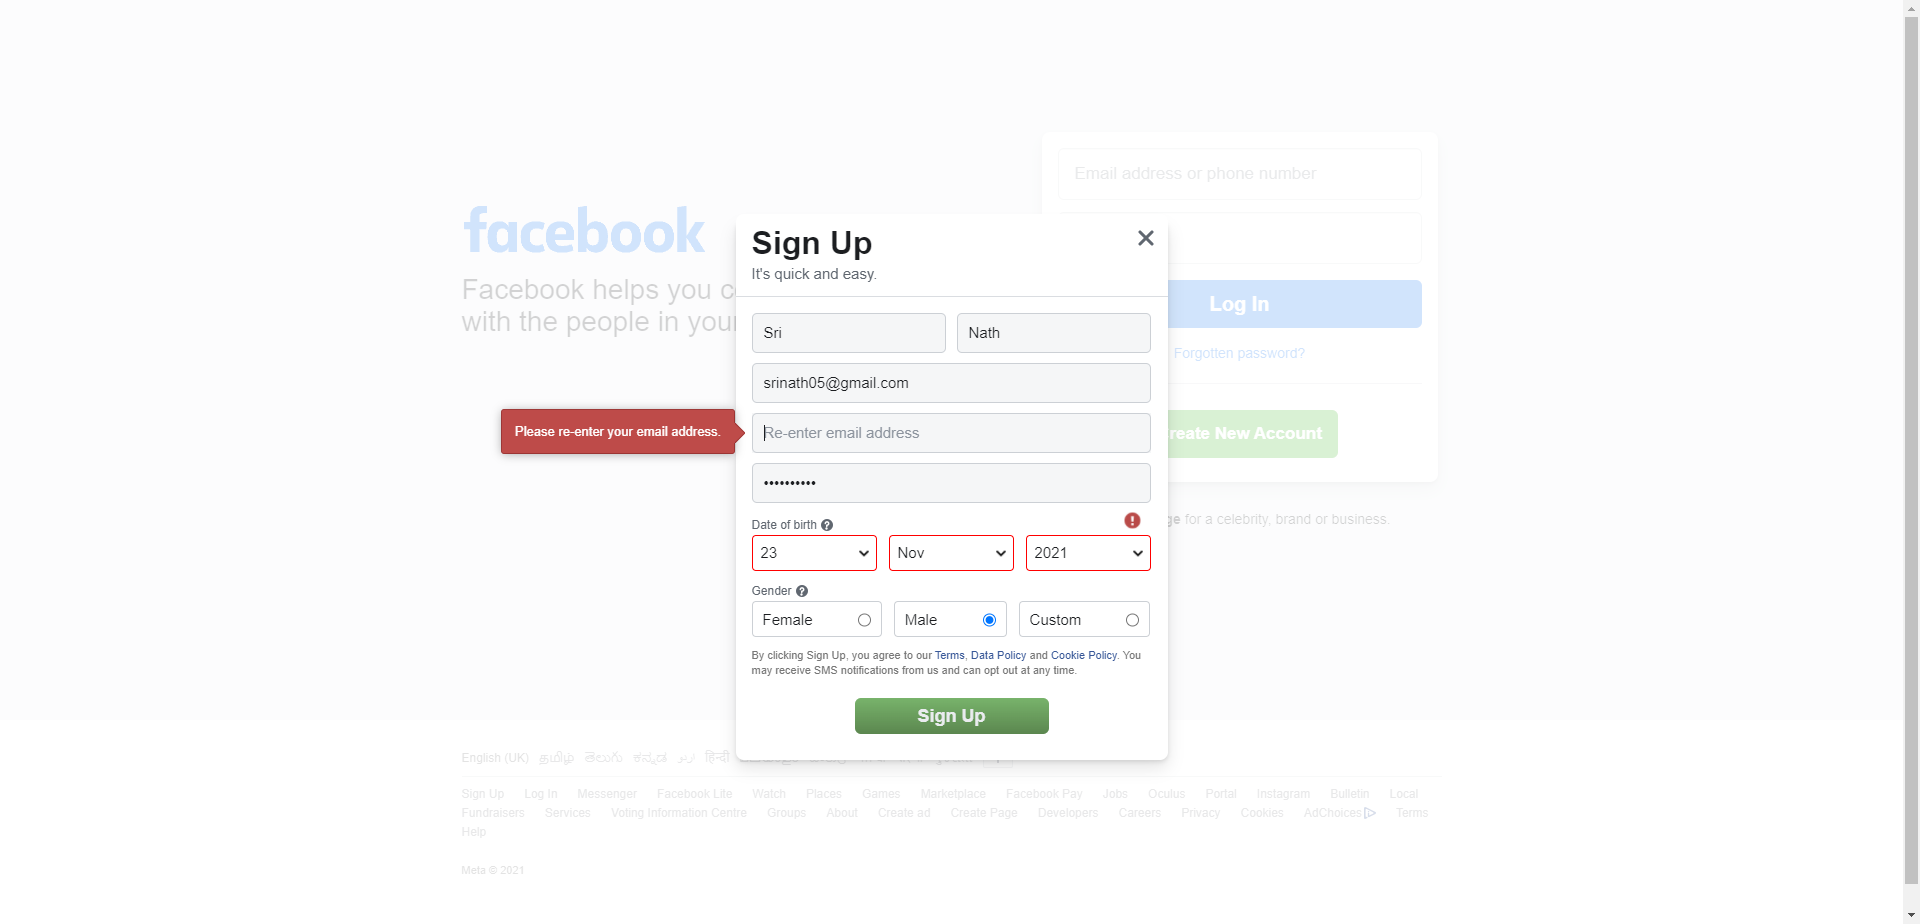 Email address or phone number
facebook
Sign Up
It's quick and easy.
Facebook helps you c
with the people in your
Log In
Sri
Nath
Forgotten password?
srinath05@gmail.com
Please re-enter your email address.
Re-enter email address
reate New Account
••••••••••
Date of birth
ge for a celebrity, brand or business.
23
Nov
2021
Gender
Female
Male
Custom
By clicking Sign Up, you agree to our Terms, Data Policy and Cookie Policy. You
may receive SMS notifications from us and can opt out at any time.
Sign Up
English (UK) தமிழ் తెలుగు ಕನ್ನಡ اردو हिन्दी
Sign Up Log In Messenger Facebook Lite Watch Places Games Marketplace Facebook Pay Jobs Oculus Portal Instagram Bulletin Local
Fundraisers Services Voting Information Centre Groups About Create ad Create Page Developers Careers Privacy Cookies AdChoices Terms
Help
Meta © 2021